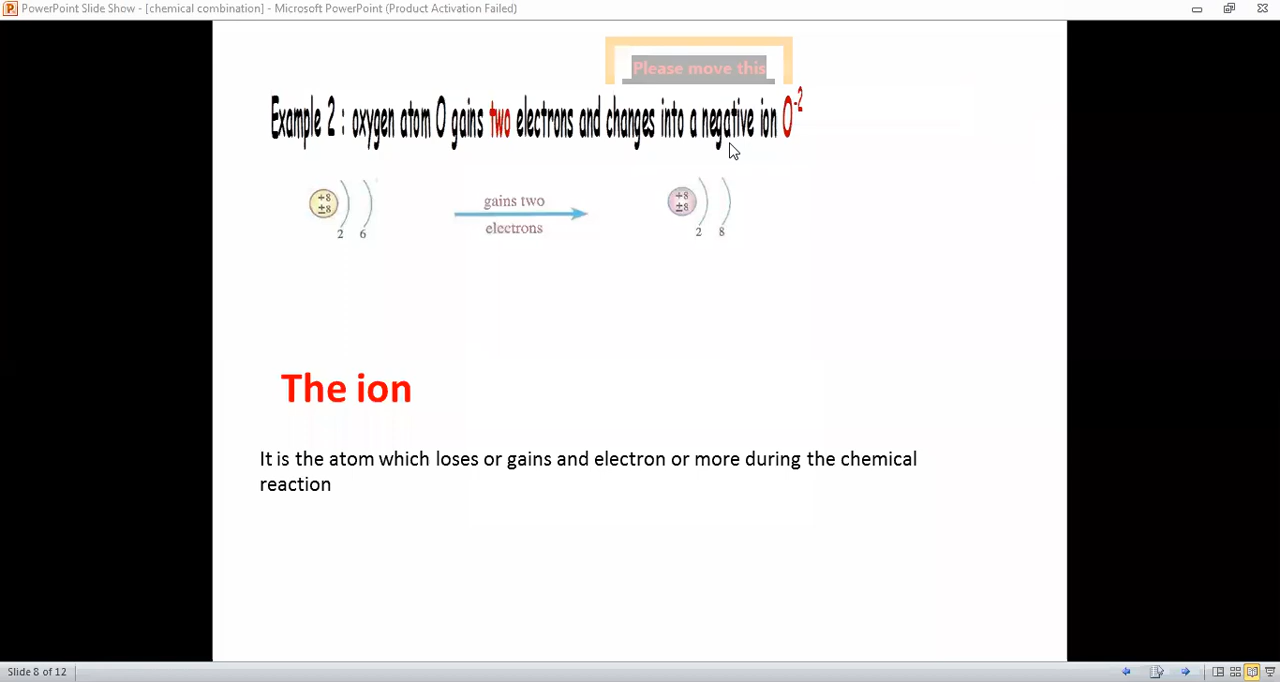 PowerPoint Slide Show - [chemical combination] - Microsoft PowerPoint (Product Activation Failed)
Please move this
Example 2 : oxygen atom O gains two electrons and changes into a negative ion O-2
+8
±8
2 6
gains two
electrons
+8
±8
2 8
The ion
It is the atom which loses or gains and electron or more during the chemical
reaction
Slide 8 of 12